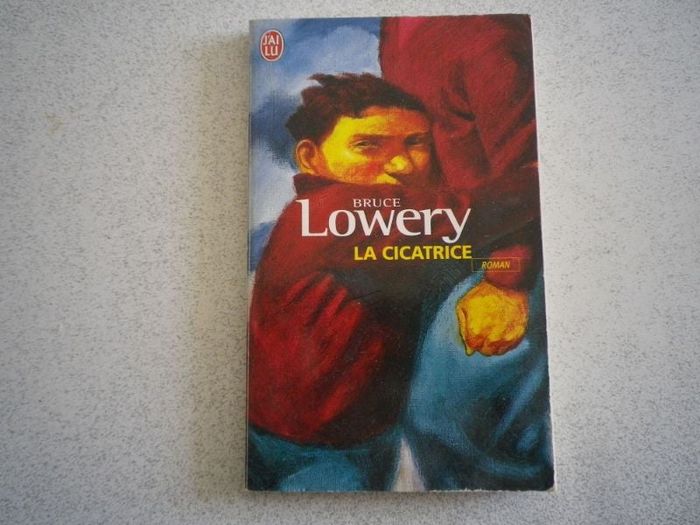 J'AI
LU
BRUCE
Lowery
LA CICATRICE
ROMAN